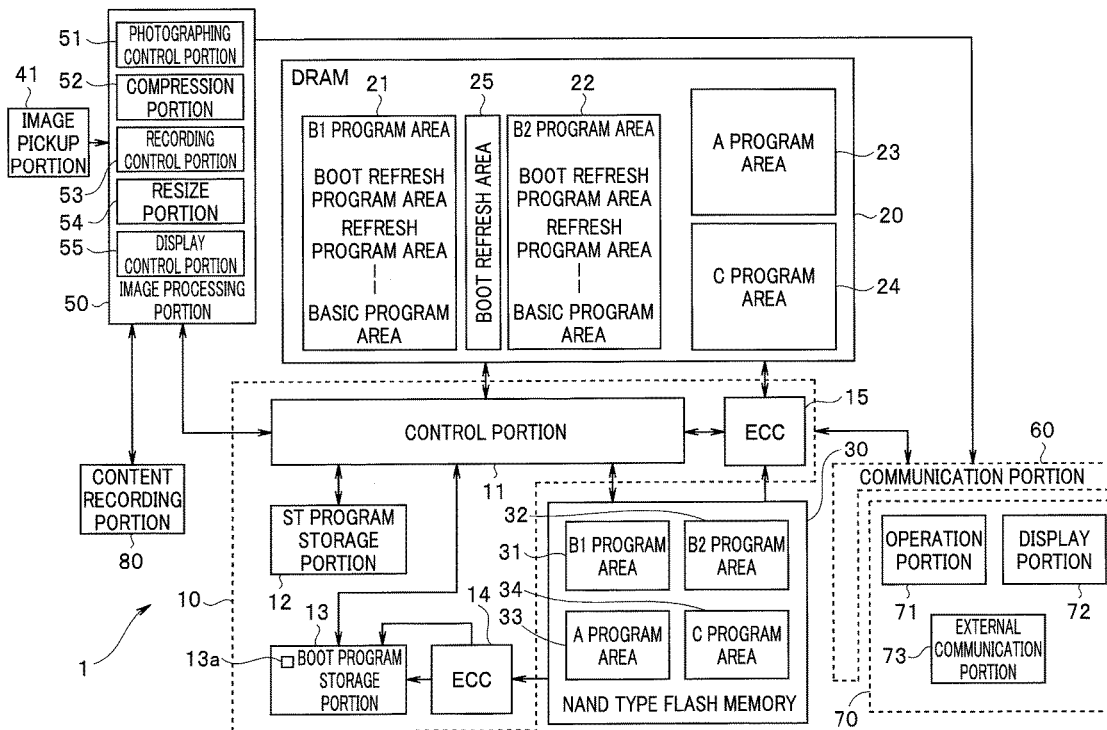 51
PHOTOGRAPHING
CONTROL PORTION
52
COMPRESSION
PORTION
41
IMAGE
PICKUP
PORTION
RECORDING
CONTROL PORTION
53
RESIZE
PORTION
54
55
DISPLAY
CONTROL PORTION
IMAGE PROCESSING
PORTION
50
DRAM
21
25
22
B1 PROGRAM AREA
BOOT REFRESH
PROGRAM AREA
REFRESH
PROGRAM AREA
BASIC PROGRAM
AREA
BOOT REFRESH AREA
B2 PROGRAM AREA
BOOT REFRESH
PROGRAM AREA
REFRESH
PROGRAM AREA
BASIC PROGRAM
AREA
A PROGRAM
AREA
23
20
C PROGRAM
AREA
24
CONTROL PORTION
11
ECC
15
30
60
COMMUNICATION PORTION
CONTENT
RECORDING
PORTION
80
ST PROGRAM
STORAGE
PORTION
12
32
31
B1 PROGRAM
AREA
B2 PROGRAM
AREA
34
33
A PROGRAM
AREA
C PROGRAM
AREA
NAND TYPE FLASH MEMORY
OPERATION
PORTION
71
DISPLAY
PORTION
72
EXTERNAL
COMMUNICATION
PORTION
73
70
10
13
14
13a
BOOT PROGRAM
STORAGE
PORTION
ECC
1